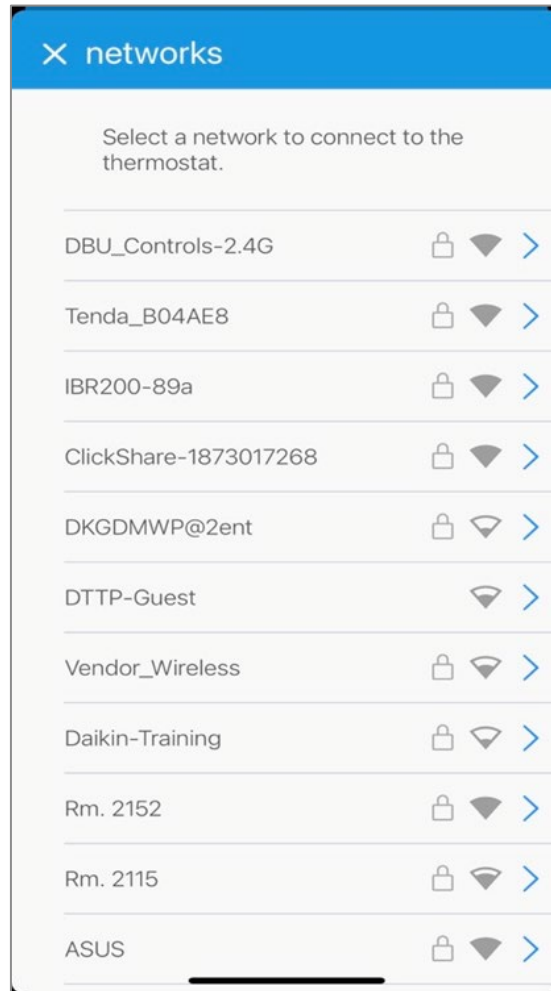 networks
Select a network to connect to the
thermostat.
DBU_Controls-2.4G
Tenda_B04AE8
IBR200-89a
ClickShare-1873017268
DKGDMWP@2ent
DTTP-Guest
Vendor_Wireless
Daikin-Training
Rm. 2152
Rm. 2115
ASUS